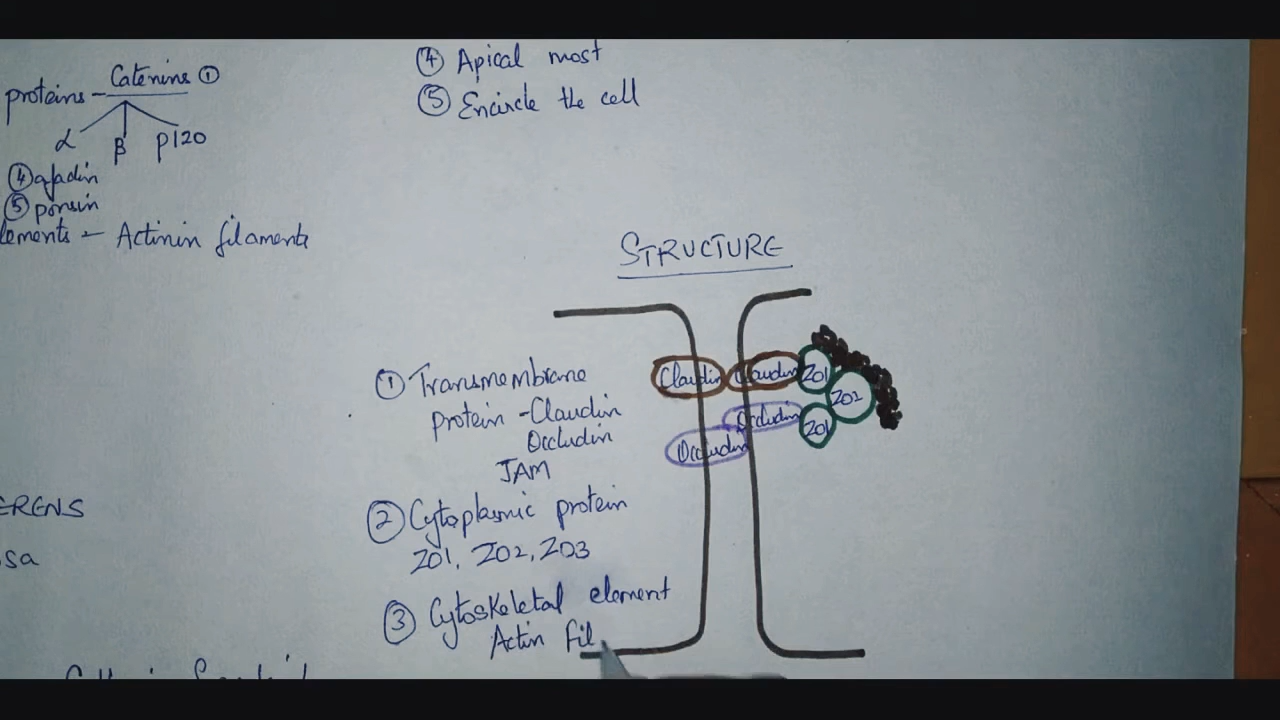 proteins - Catenins ①
α β p120
④ afadin
⑤ ponsin
lements - Actinin filaments
ERENS
osa
④ Apical most
⑤ Encircle the cell
STRUCTURE
① Transmembrane
protein - Claudin
Occludin
JAM
② Cytoplasmic protein
ZO1, ZO2, ZO3
③ Cytoskeletal element
Actin fil
Claudin Claudin ZO1
ZO2
Occludin ZO1
Occludin